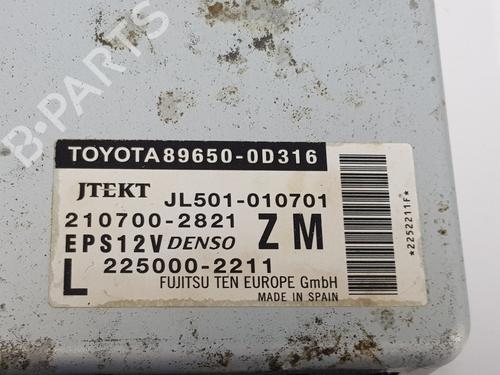 B-PARTS
TOYOTA 89650-0D316
JTEKT JL501-010701
210700-2821
EPS12V DENSO Z M
L 225000-2211
FUJITSU TEN EUROPE GmbH
MADE IN SPAIN
*2252211F*